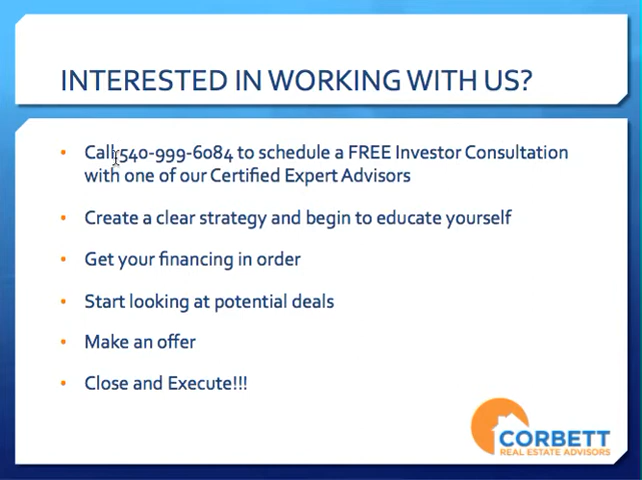 INTERESTED IN WORKING WITH US?
• Call 540-999-6084 to schedule a FREE Investor Consultation
with one of our Certified Expert Advisors
• Create a clear strategy and begin to educate yourself
• Get your financing in order
• Start looking at potential deals
• Make an offer
• Close and Execute!!!
CORBETT
REAL ESTATE ADVISORS